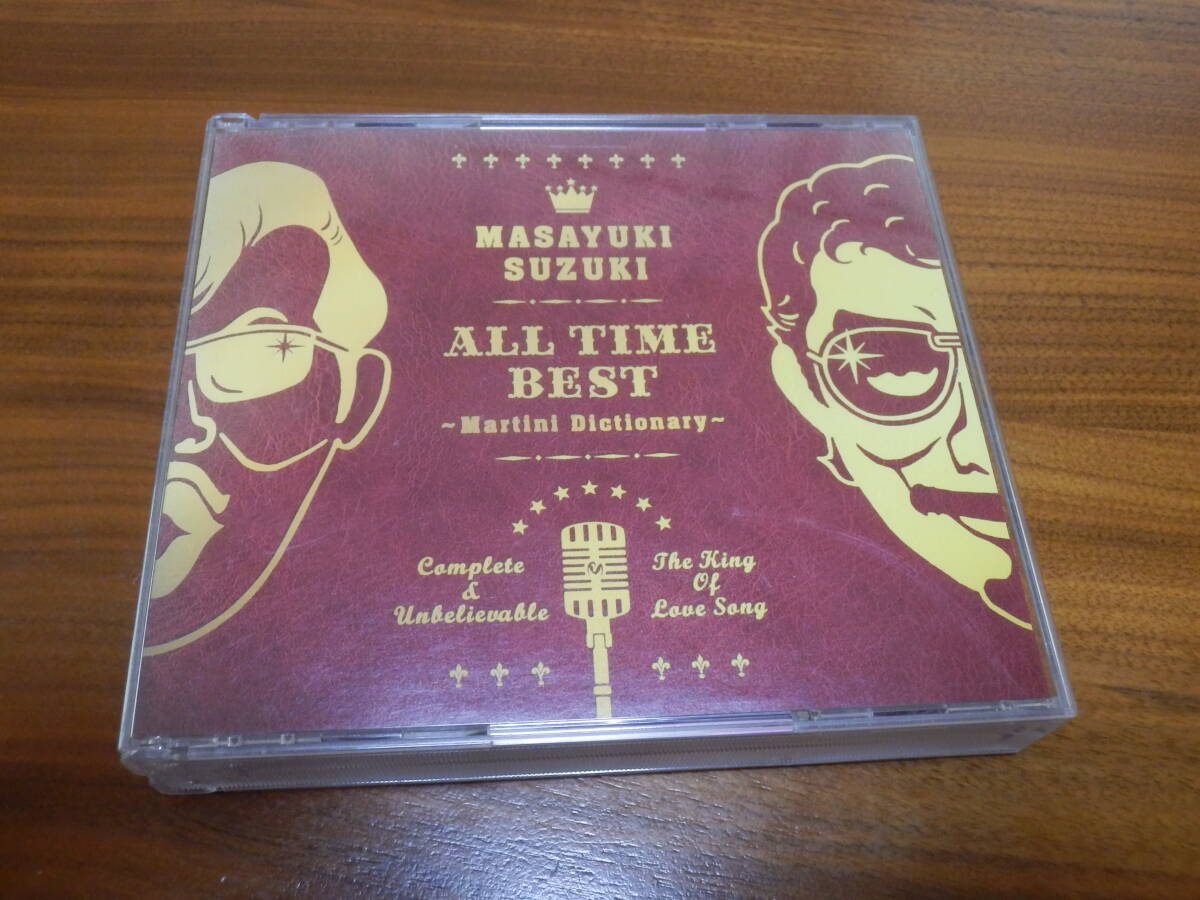 MASAYUKI
SUZUKI
ALL TIME
BEST
~Martini Dictionary~
Complete
&
Unbelievable
The King
Of
Love Song